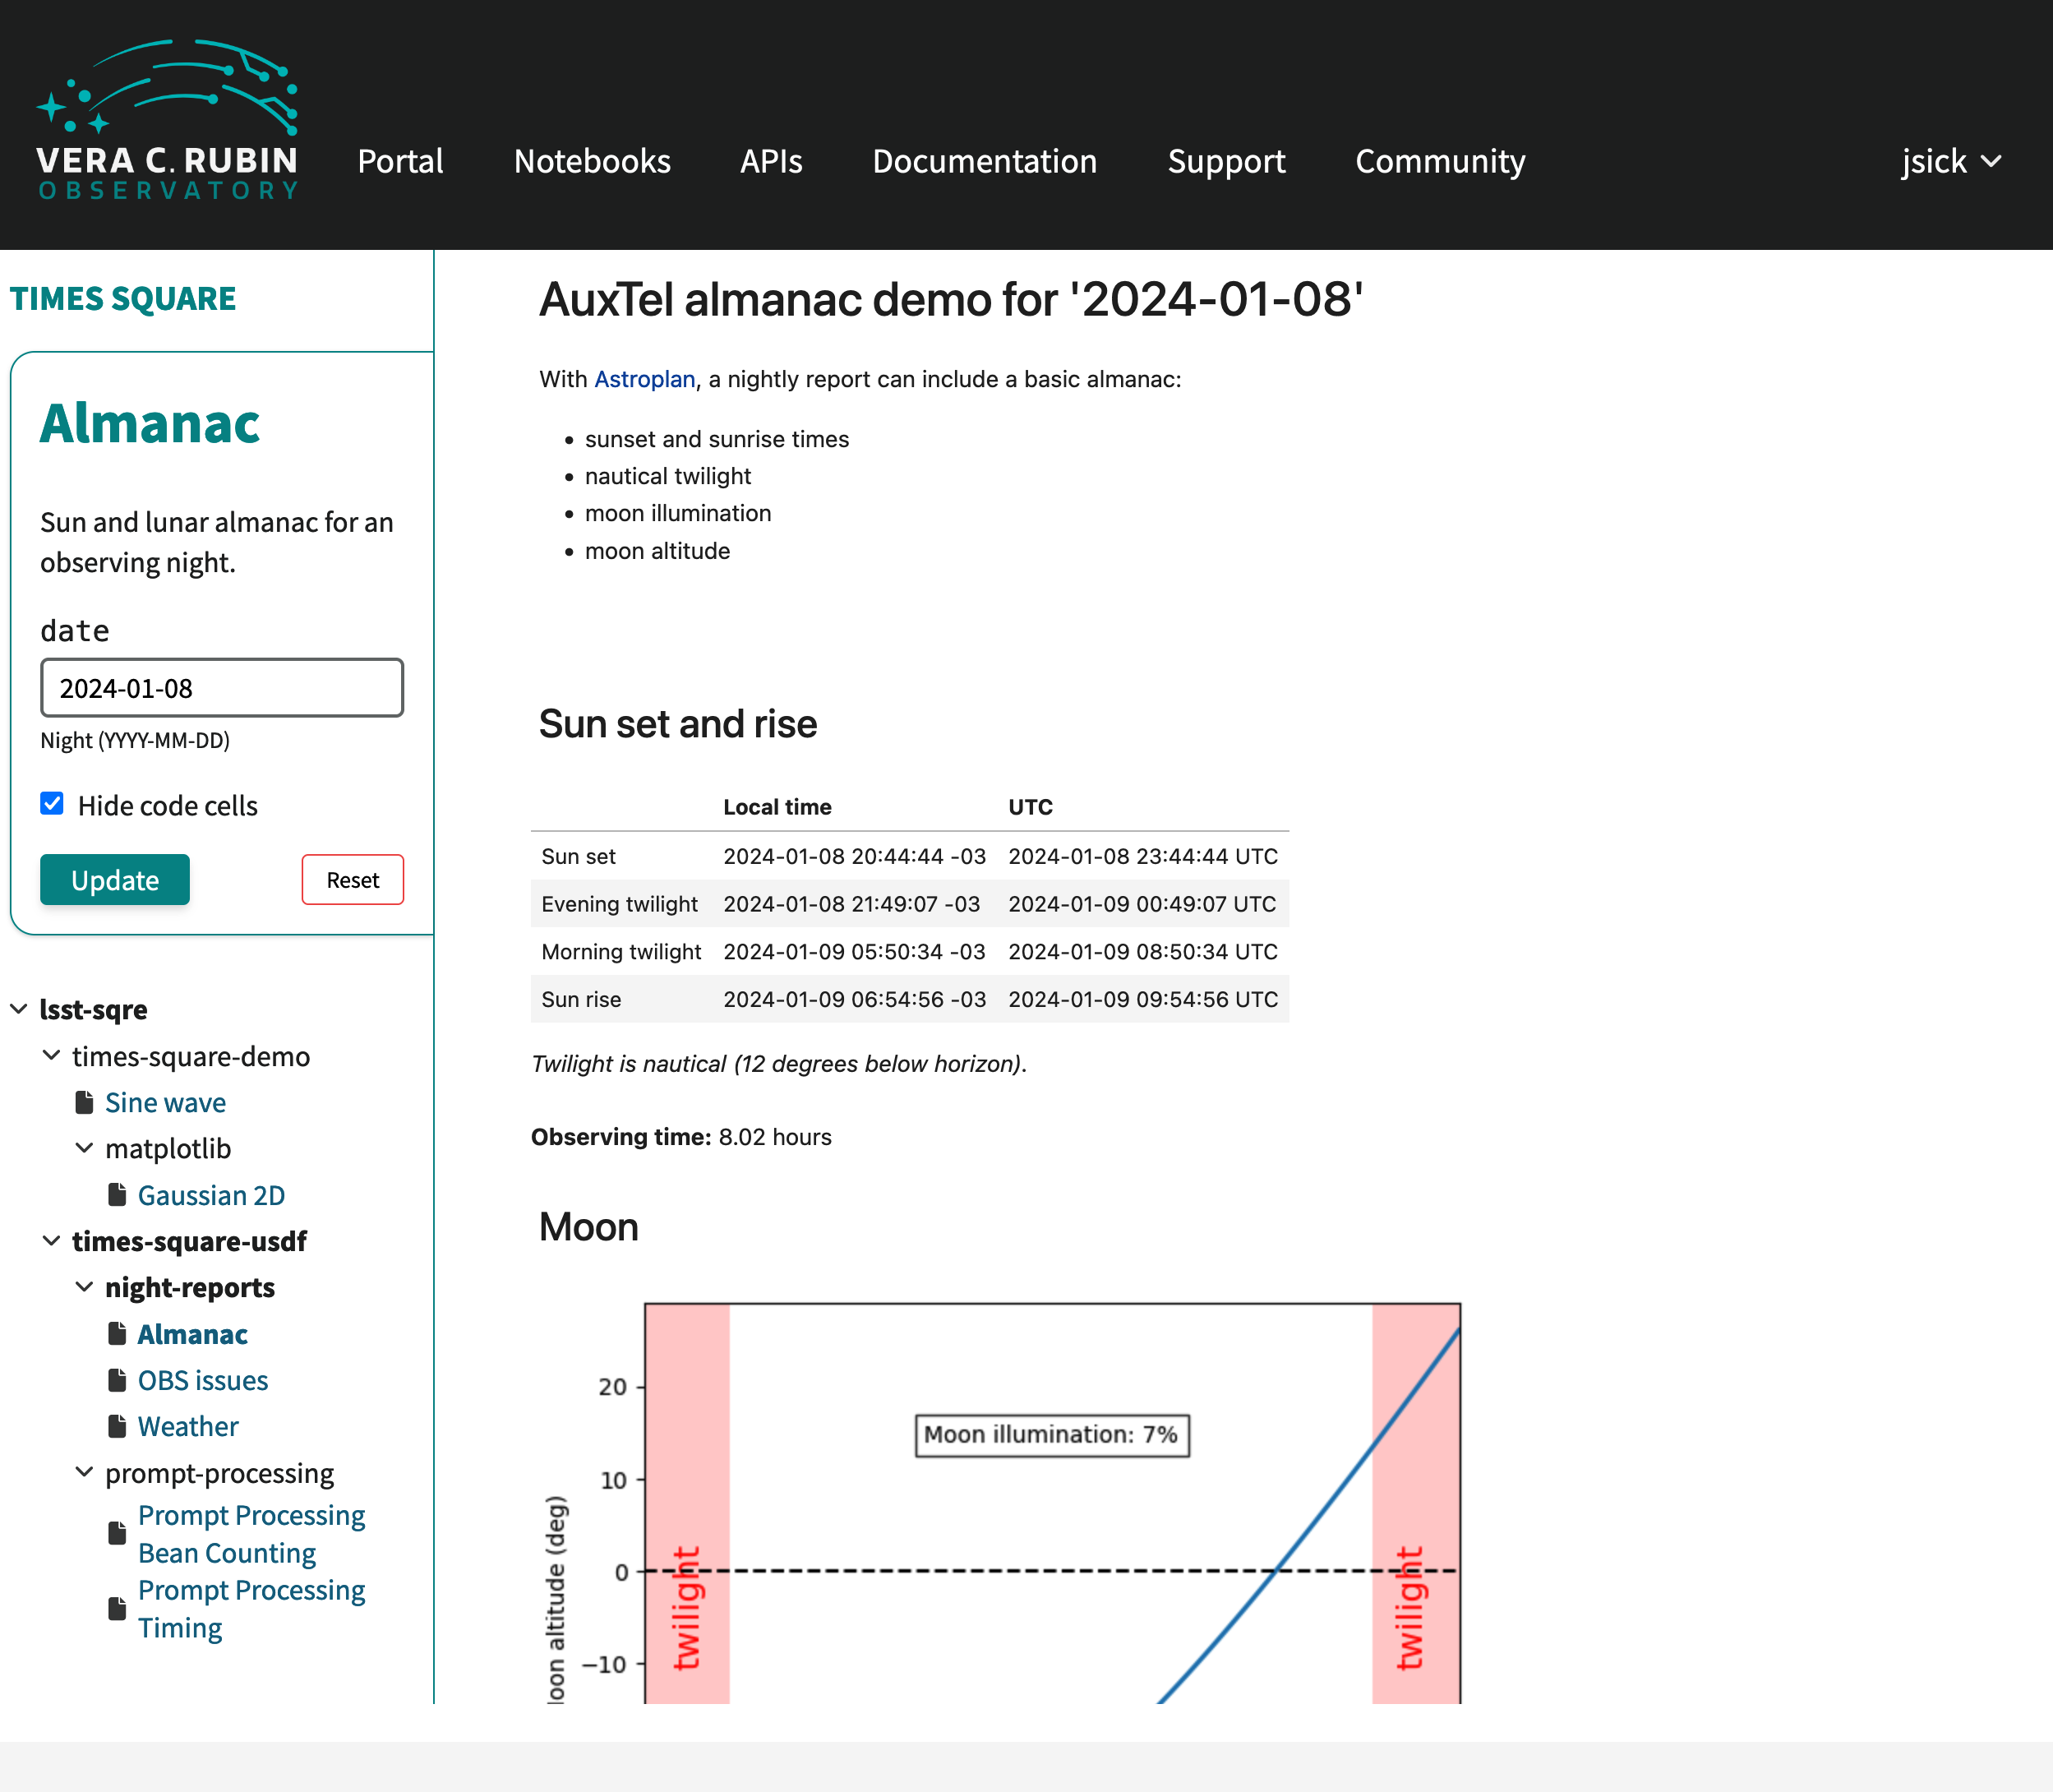 VERA C. RUBIN
OBSERVATORY
Portal
Notebooks
APIs
Documentation
Support
Community
jsick
TIMES SQUARE
Almanac
Sun and lunar almanac for an
observing night.
date
2024-01-08
Night (YYYY-MM-DD)
Hide code cells
Update
Reset
lsst-sqre
times-square-demo
Sine wave
matplotlib
Gaussian 2D
times-square-usdf
night-reports
Almanac
OBS issues
Weather
prompt-processing
Prompt Processing
Bean Counting
Prompt Processing
Timing
AuxTel almanac demo for '2024-01-08'
With Astroplan, a nightly report can include a basic almanac:
• sunset and sunrise times
• nautical twilight
• moon illumination
• moon altitude
Sun set and rise
Local time UTC
Sun set 2024-01-08 20:44:44 -03 2024-01-08 23:44:44 UTC
Evening twilight 2024-01-08 21:49:07 -03 2024-01-09 00:49:07 UTC
Morning twilight 2024-01-09 05:50:34 -03 2024-01-09 08:50:34 UTC
Sun rise 2024-01-09 06:54:56 -03 2024-01-09 09:54:56 UTC
Twilight is nautical (12 degrees below horizon).
Observing time: 8.02 hours
Moon
20
Moon illumination: 7%
10
0
−10
altitude (deg)
twilight
twilight